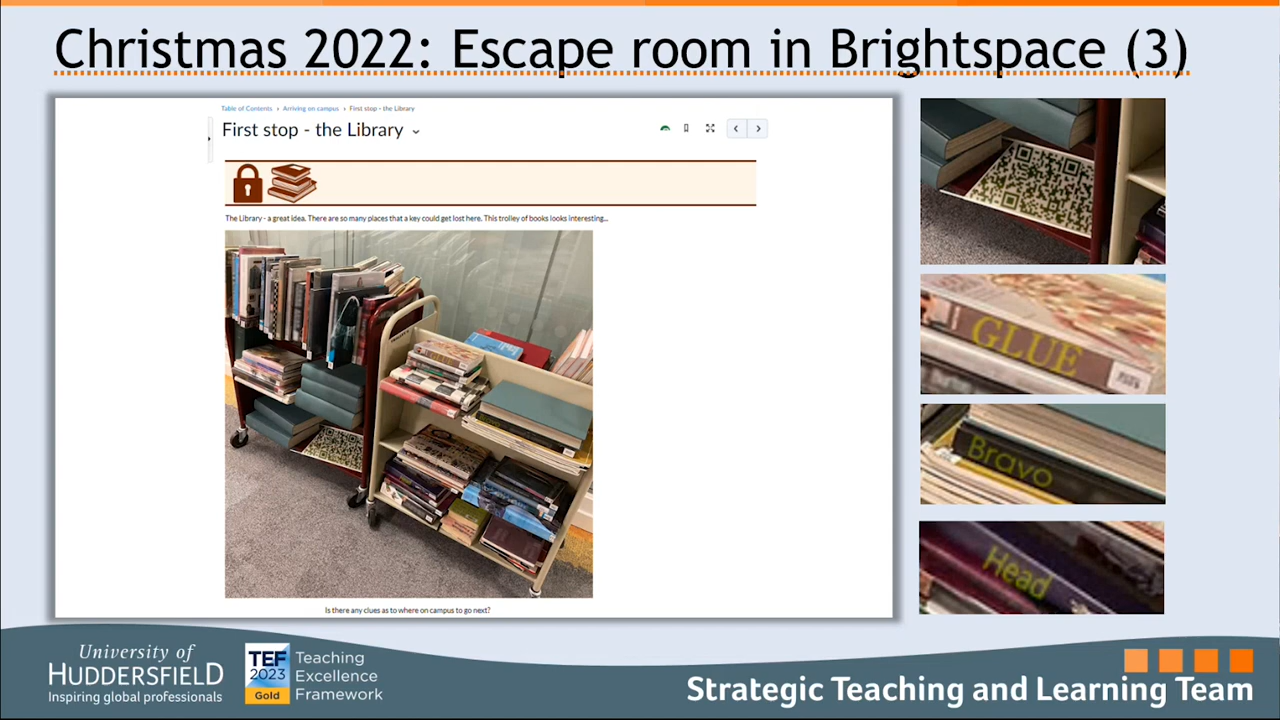 Christmas 2022: Escape room in Brightspace (3)
Table of Contents › Arriving on campus › First stop - the Library
First stop - the Library
The Library - a great idea. There are so many places that a key could get lost here. This trolley of books looks interesting...
Is there any clues as to where on campus to go next?
GLUE
Bravo
Head
University of
HUDDERSFIELD
Inspiring global professionals
TEF
2023
Gold
Teaching
Excellence
Framework
Strategic Teaching and Learning Team